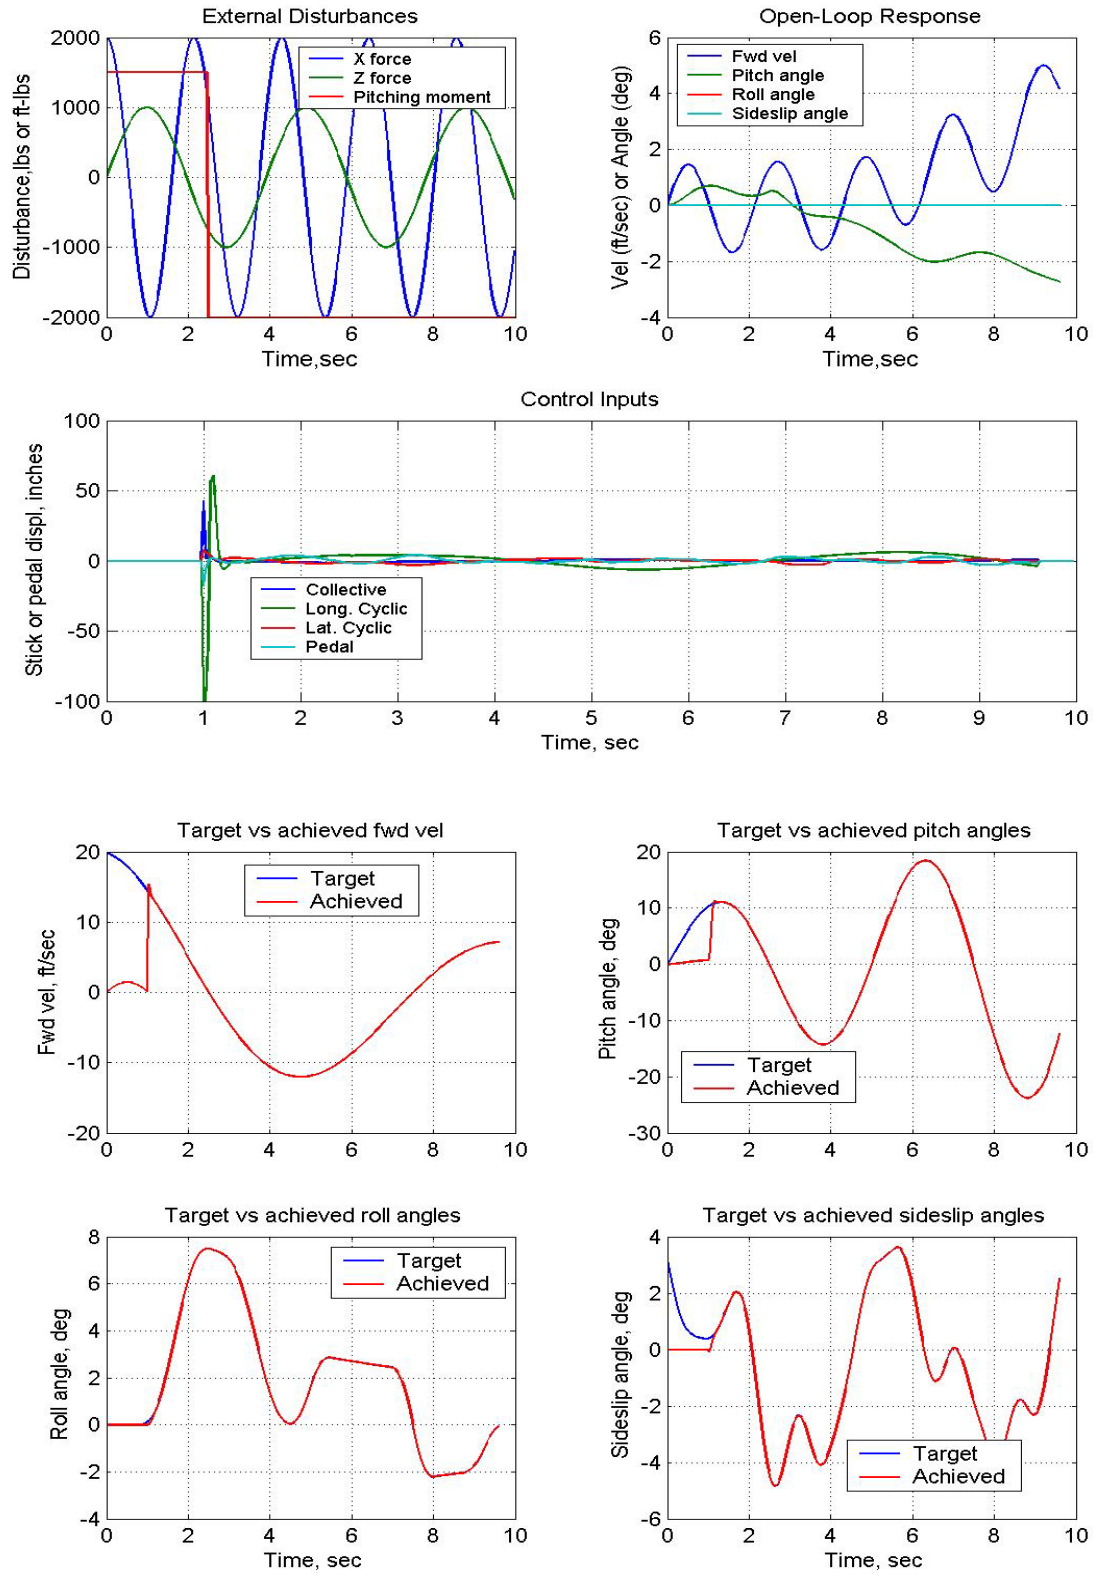 External Disturbances
2000
1000
0
-1000
-2000
Disturbance,lbs or ft-lbs
X force
Z force
Pitching moment
0 2 4 6 8 10
Time,sec
Open-Loop Response
6
4
2
0
-2
-4
Vel (ft/sec) or Angle (deg)
Fwd vel
Pitch angle
Roll angle
Sideslip angle
0 2 4 6 8 10
Time,sec
Control Inputs
100
50
0
-50
-100
Stick or pedal displ, inches
Collective
Long. Cyclic
Lat. Cyclic
Pedal
0 1 2 3 4 5 6 7 8 9 10
Time, sec
Target vs achieved fwd vel
20
10
0
-10
-20
Fwd vel, ft/sec
Target
Achieved
0 2 4 6 8 10
Target vs achieved pitch angles
20
10
0
-10
-20
-30
Pitch angle, deg
Target
Achieved
0 2 4 6 8 10
Target vs achieved roll angles
8
6
4
2
0
-2
-4
Roll angle, deg
Target
Achieved
0 2 4 6 8 10
Time, sec
Target vs achieved sideslip angles
4
2
0
-2
-4
-6
Sideslip angle, deg
Target
Achieved
0 2 4 6 8 10
Time, sec